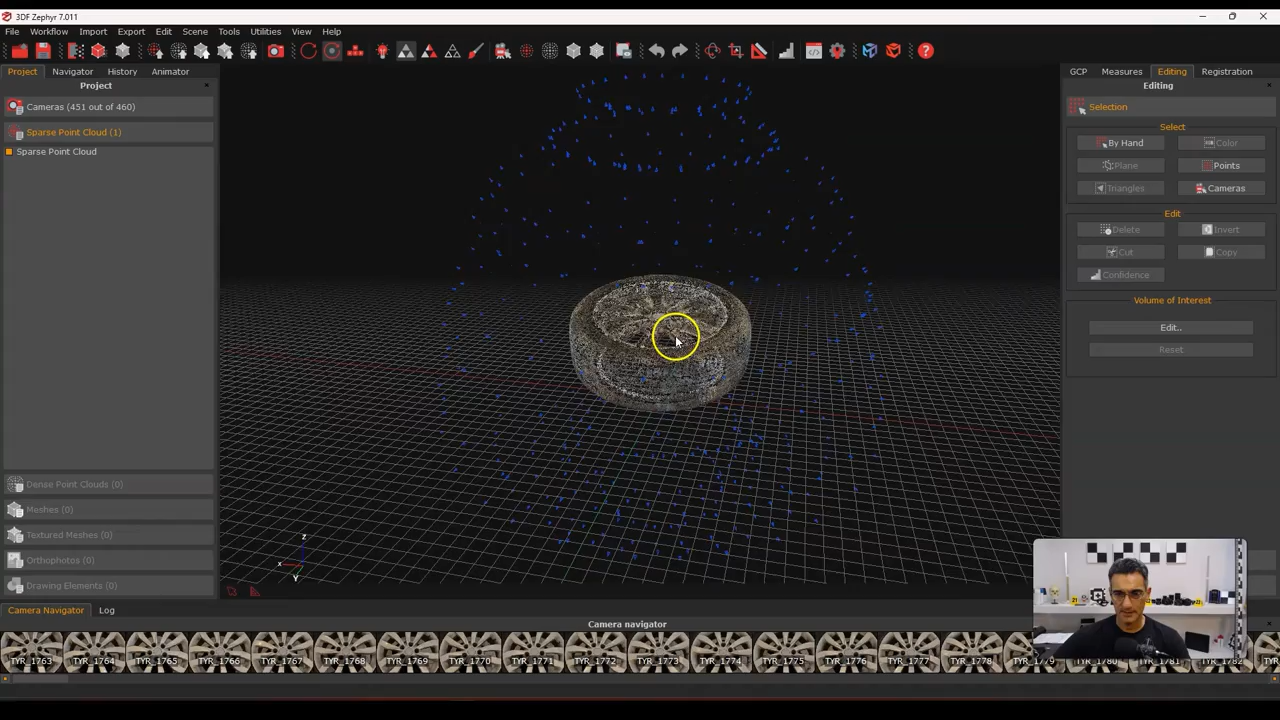 3DF Zephyr 7.011
File Workflow Import Export Edit Scene Tools Utilities View Help
Project Navigator History Animator
Project
Cameras (451 out of 460)
Sparse Point Cloud (1)
Sparse Point Cloud
Dense Point Clouds (0)
Meshes (0)
Textured Meshes (0)
Orthophotos (0)
Drawing Elements (0)
z
x
Y
GCP Measures Editing Registration
Editing
Selection
Select
By Hand Color
Plane Points
Triangles Cameras
Edit
Delete Invert
Cut Copy
Confidence
Volume of Interest
Edit..
Reset
Camera Navigator Log
Camera navigator
TYR_1763 TYR_1764 TYR_1765 TYR_1766 TYR_1767 TYR_1768 TYR_1769 TYR_1770 TYR_1771 TYR_1772 TYR_1773 TYR_1774 TYR_1775 TYR_1776 TYR_1777 TYR_1778 TYR_1779 TYR_1780 TYR_1781 TYR_1782